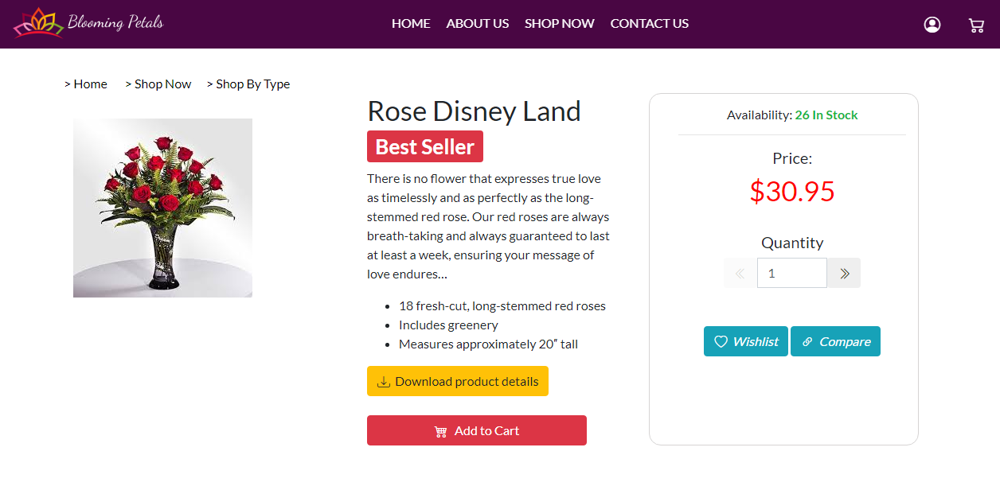 Blooming Petals
HOME ABOUT US SHOP NOW CONTACT US
> Home > Shop Now > Shop By Type
Rose Disney Land
Best Seller
There is no flower that expresses true love
as timelessly and as perfectly as the long-
stemmed red rose. Our red roses are always
breath-taking and always guaranteed to last
at least a week, ensuring your message of
love endures...
• 18 fresh-cut, long-stemmed red roses
• Includes greenery
• Measures approximately 20″ tall
Download product details
Add to Cart
Availability: 26 In Stock
Price:
$30.95
Quantity
1
Wishlist Compare